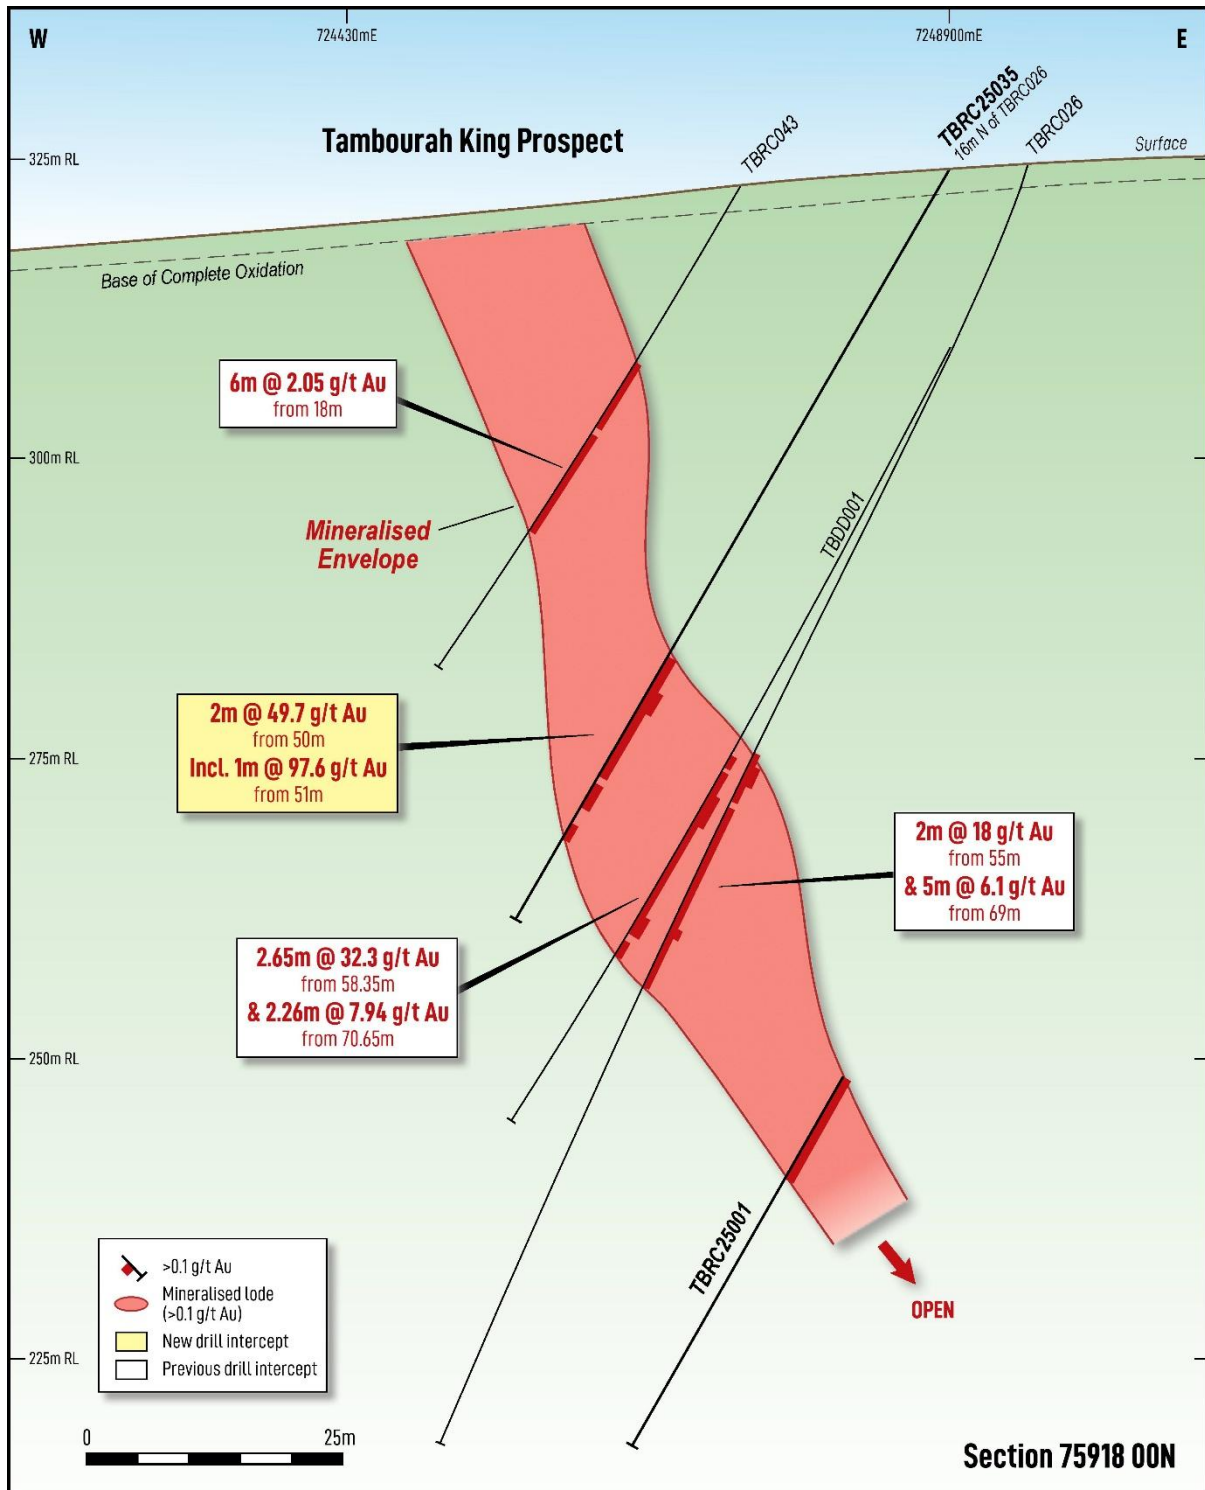 W
724430mE
7248900mE
E
Tambourah King Prospect
TBRC043
TBRC25035
16m N of TBRC026
TBRC026
Surface
325m RL
Base of Complete Oxidation
6m @ 2.05 g/t Au
from 18m
300m RL
Mineralised
Envelope
TBDD001
2m @ 49.7 g/t Au
from 50m
Incl. 1m @ 97.6 g/t Au
from 51m
275m RL
2m @ 18 g/t Au
from 55m
& 5m @ 6.1 g/t Au
from 69m
2.65m @ 32.3 g/t Au
from 58.35m
& 2.26m @ 7.94 g/t Au
from 70.65m
250m RL
TBRC25001
OPEN
>0.1 g/t Au
Mineralised lode
(>0.1 g/t Au)
New drill intercept
Previous drill intercept
225m RL
0
25m
Section 75918 00N